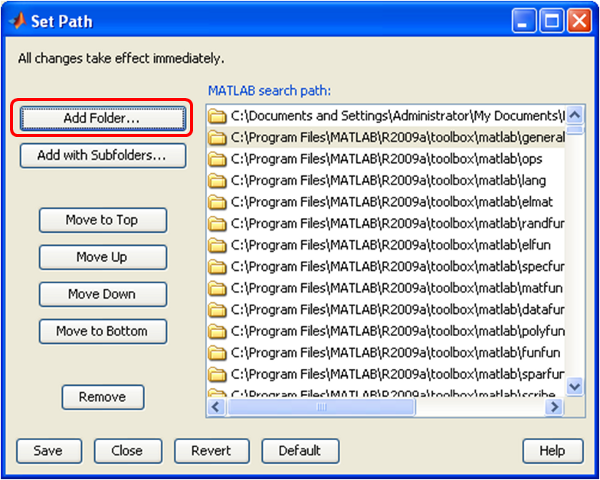 Set Path
All changes take effect immediately.
MATLAB search path:
Add Folder...
Add with Subfolders...
Move to Top
Move Up
Move Down
Move to Bottom
Remove
C:\Documents and Settings\Administrator\My Documents\
C:\Program Files\MATLAB\R2009a\toolbox\matlab\general
C:\Program Files\MATLAB\R2009a\toolbox\matlab\ops
C:\Program Files\MATLAB\R2009a\toolbox\matlab\lang
C:\Program Files\MATLAB\R2009a\toolbox\matlab\elmat
C:\Program Files\MATLAB\R2009a\toolbox\matlab\randfun
C:\Program Files\MATLAB\R2009a\toolbox\matlab\elfun
C:\Program Files\MATLAB\R2009a\toolbox\matlab\specfun
C:\Program Files\MATLAB\R2009a\toolbox\matlab\matfun
C:\Program Files\MATLAB\R2009a\toolbox\matlab\datafun
C:\Program Files\MATLAB\R2009a\toolbox\matlab\polyfun
C:\Program Files\MATLAB\R2009a\toolbox\matlab\funfun
C:\Program Files\MATLAB\R2009a\toolbox\matlab\sparfun
C:\Program Files\MATLAB\R2009a\toolbox\matlab\scribe
Save
Close
Revert
Default
Help